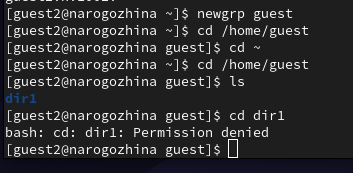 [guest2@narogozhina ~]$ newgrp guest
[guest2@narogozhina ~]$ cd /home/guest
[guest2@narogozhina guest]$ cd ~
[guest2@narogozhina ~]$ cd /home/guest
[guest2@narogozhina guest]$ ls
dir1
[guest2@narogozhina guest]$ cd dir1
bash: cd: dir1: Permission denied
[guest2@narogozhina guest]$